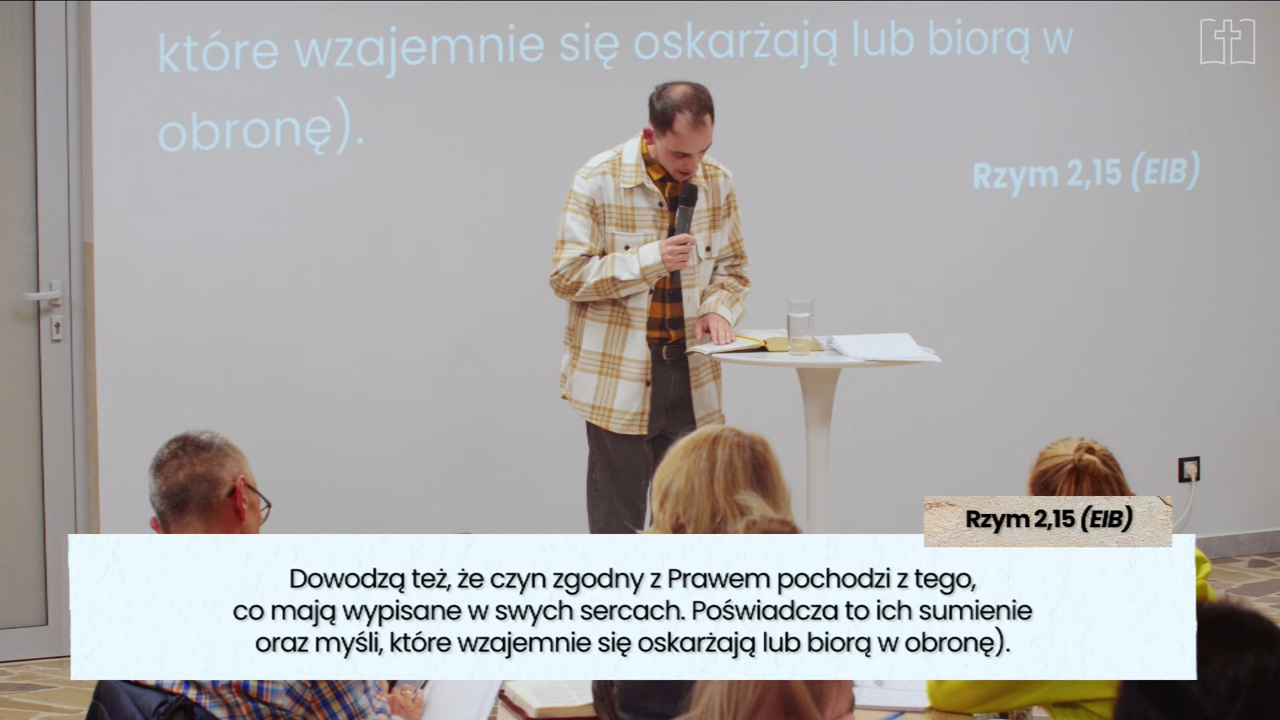 które wzajemnie się oskarżają lub biorą w
obronę).
Rzym 2,15 (EIB)
Rzym 2,15 (EIB)
Dowodzą też, że czyn zgodny z Prawem pochodzi z tego,
co mają wypisane w swych sercach. Poświadcza to ich sumienie
oraz myśli, które wzajemnie się oskarżają lub biorą w obronę).